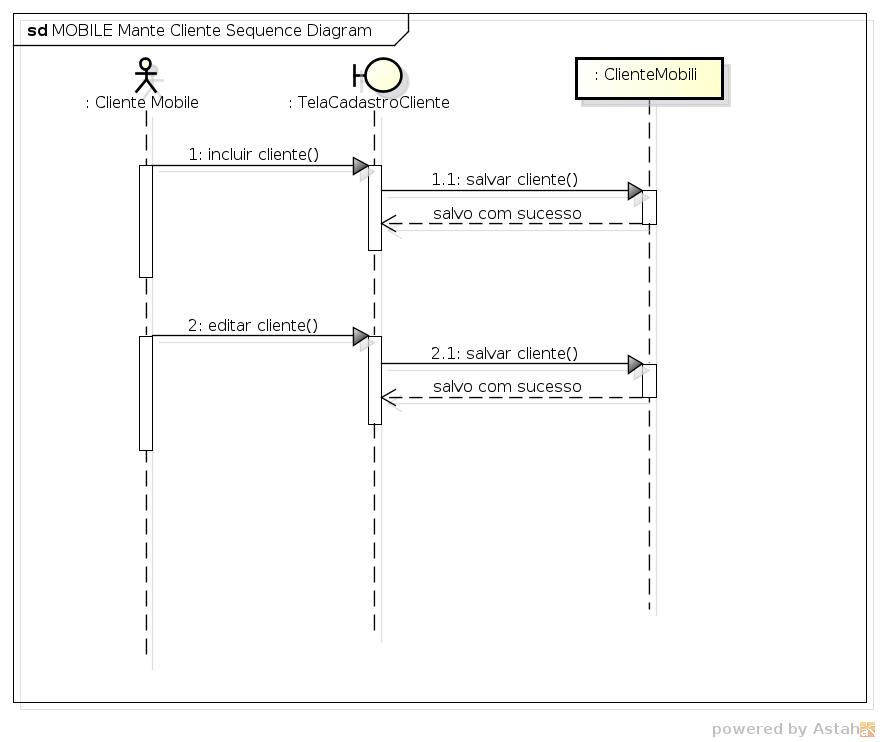 sd MOBILE Mante Cliente Sequence Diagram
: Cliente Mobile
: TelaCadastroCliente
: ClienteMobili
1: incluir cliente()
1.1: salvar cliente()
salvo com sucesso
2: editar cliente()
2.1: salvar cliente()
salvo com sucesso
powered by Astah